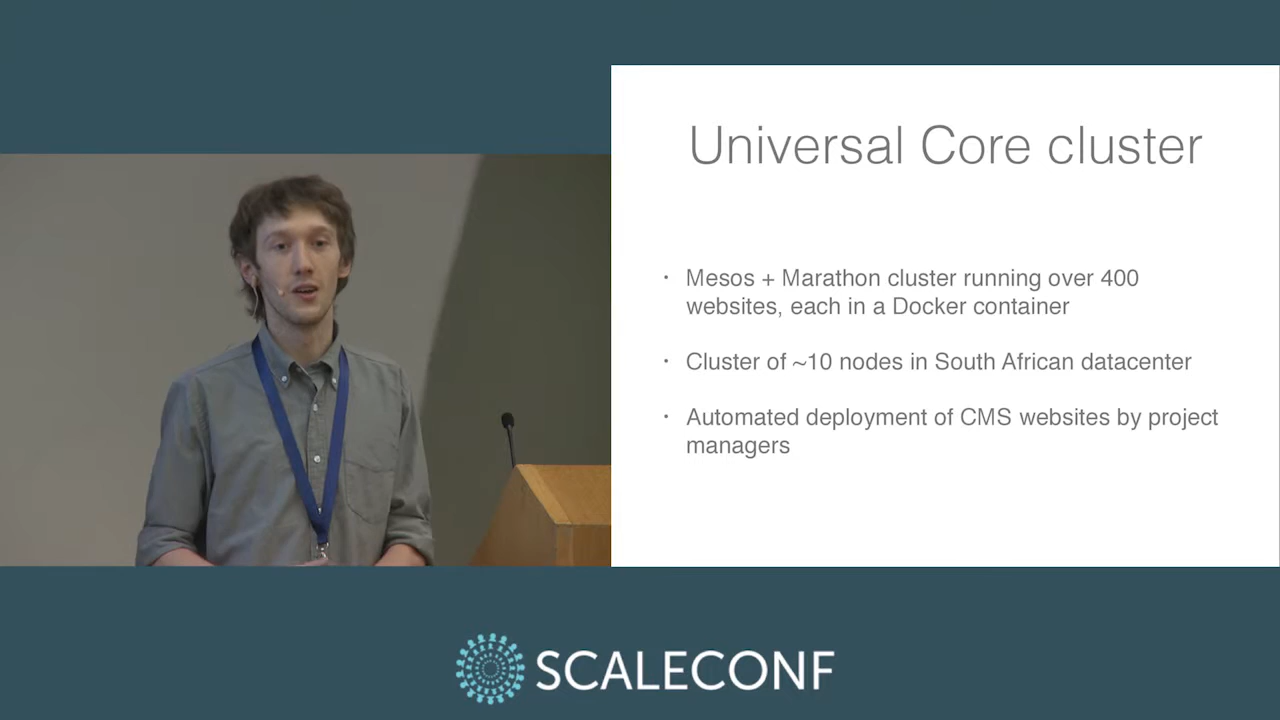 Universal Core cluster
· Mesos + Marathon cluster running over 400
websites, each in a Docker container
· Cluster of ~10 nodes in South African datacenter
· Automated deployment of CMS websites by project
managers
SCALECONF